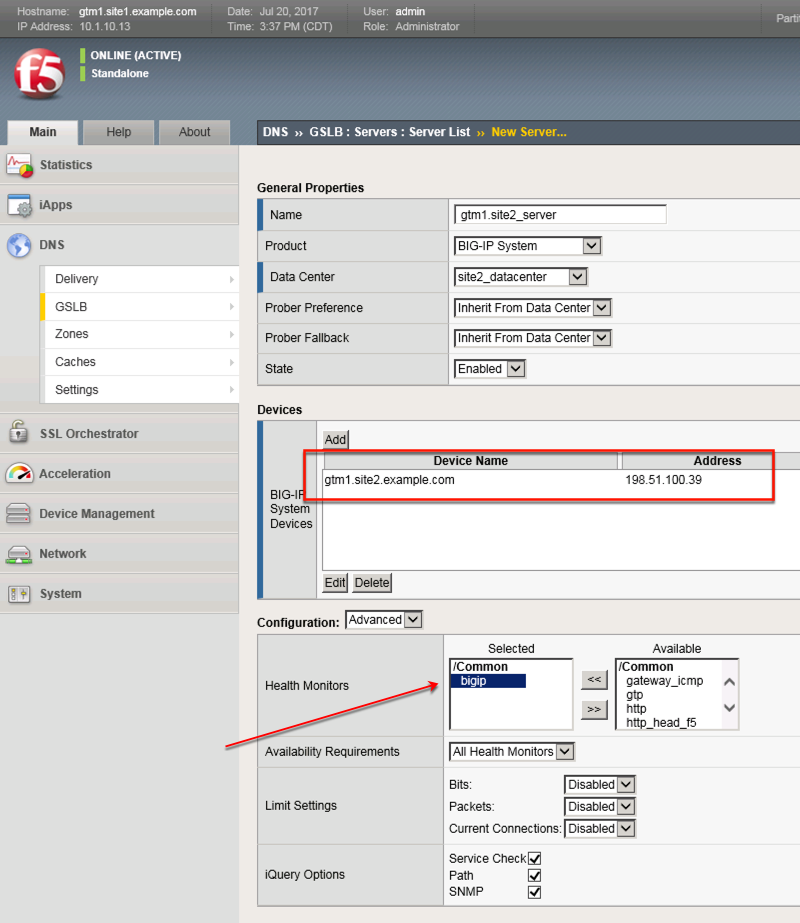 Hostname: gtm1.site1.example.com Date: Jul 20, 2017 User: admin
IP Address: 10.1.10.13 Time: 3:37 PM (CDT) Role: Administrator
Parti
f5
ONLINE (ACTIVE)
Standalone
Main Help About
DNS ›› GSLB : Servers : Server List ›› New Server...
Statistics
iApps
DNS
Delivery
GSLB
Zones
Caches
Settings
SSL Orchestrator
Acceleration
Device Management
Network
System
General Properties
Name gtm1.site2_server
Product BIG-IP System
Data Center site2_datacenter
Prober Preference Inherit From Data Center
Prober Fallback Inherit From Data Center
State Enabled
Devices
BIG-IP
System
Devices
Add
Device Name Address
gtm1.site2.example.com 198.51.100.39
Edit Delete
Configuration: Advanced
Health Monitors
Selected Available
/Common << /Common
bigip gateway_icmp
gtp
>> http
http_head_f5
Availability Requirements All Health Monitors
Limit Settings
Bits: Disabled
Packets: Disabled
Current Connections: Disabled
iQuery Options
Service Check
Path
SNMP